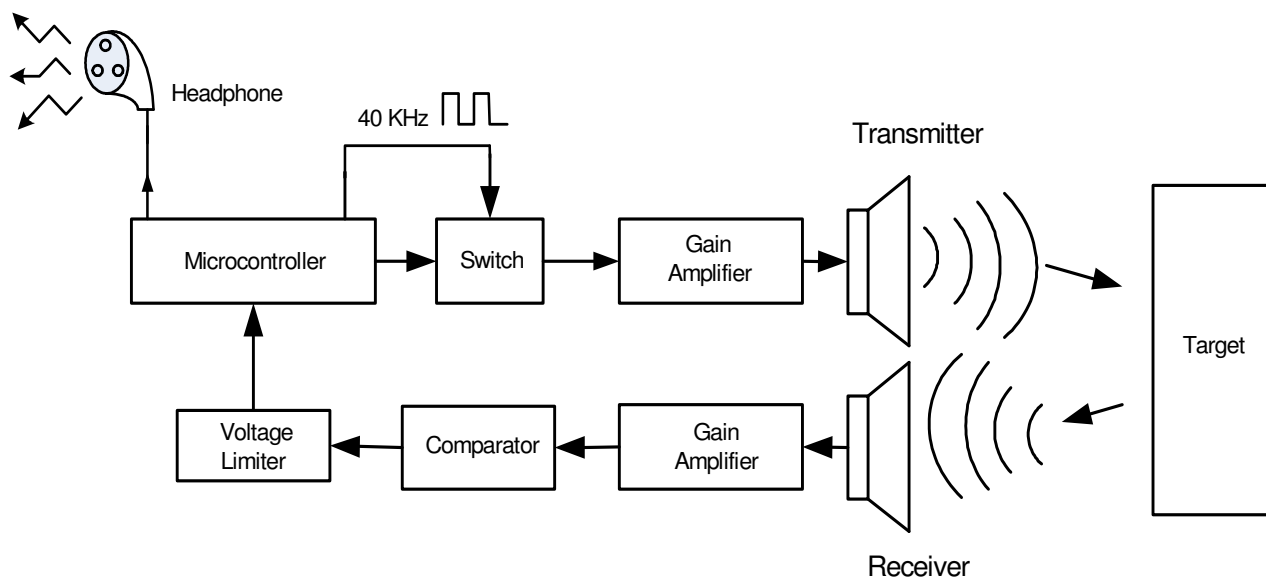 Headphone
40 KHz
Transmitter
Microcontroller
Switch
Gain
Amplifier
Target
Voltage
Limiter
Comparator
Gain
Amplifier
Receiver